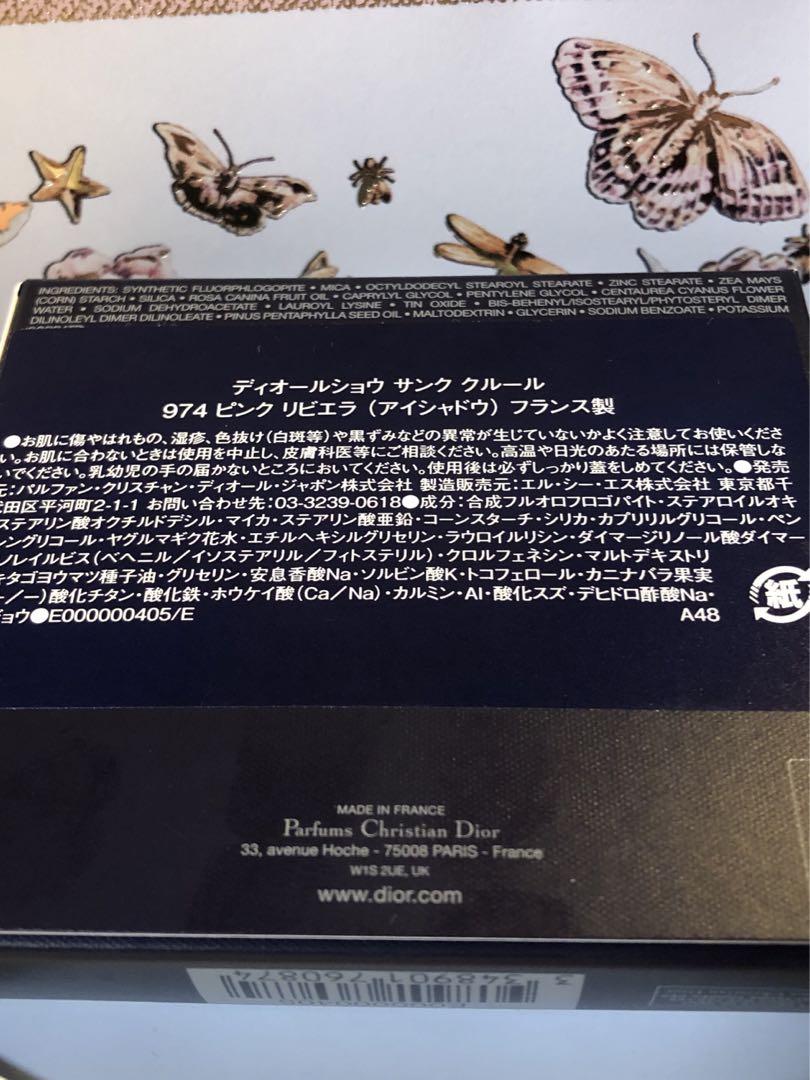 INGREDIENTS: SYNTHETIC FLUORPHLOGOPITE • MICA • OCTYLDODECYL STEAROYL STEARATE • ZINC STEARATE • ZEA MAYS
(CORN) STARCH • SILICA • ROSA CANINA FRUIT OIL • CAPRYLYL GLYCOL • PENTYLENE GLYCOL • CENTAUREA CYANUS FLOWER
WATER • SODIUM DEHYDROACETATE • LAUROYL LYSINE • TIN OXIDE • BIS-BEHENYL/ISOSTEARYL/PHYTOSTERYL DIMER
DILINOLEYL DIMER DILINOLEATE • PINUS PENTAPHYLLA SEED OIL • MALTODEXTRIN • GLYCERIN • SODIUM BENZOATE • POTASSIUM
ディオールショウ サンク クルール
974 ピンク リビエラ（アイシャドウ）フランス製
●お肌に傷やはれもの、湿疹、色抜け(白斑等)や黒ずみなどの異常が生じていないかよく注意してお使いくださ
い。お肌に合わないときは使用を中止し、皮膚科医等にご相談ください。高温や日光のあたる場所には保管しな
いでください。乳幼児の手の届かないところにおいてください。使用後は必ずしっかり蓋をしめてください。●発売
元:パルファン・クリスチャン・ディオール・ジャポン株式会社 製造販売元:エル・シー・エス株式会社 東京都千
代田区平河町2-1-1 お問い合わせ先:03-3239-0618●成分:合成フルオロフロゴパイト・ステアロイルオキ
ステアリン酸オクチルドデシル・マイカ・ステアリン酸亜鉛・コーンスターチ・シリカ・カプリリルグリコール・ペン
レングリコール・ヤグルマギク花水・エチルヘキシルグリセリン・ラウロイルリシン・ダイマージリノール酸ダイマー
ノレイルビス(ベヘニル/イソステアリル/フィトステリル)・クロルフェネシン・マルトデキストリ
キタゴヨウマツ種子油・グリセリン・安息香酸Na・ソルビン酸K・トコフェロール・カニナバラ果実
/ー)酸化チタン・酸化鉄・ホウケイ酸(Ca/Na)・カルミン・Al・酸化スズ・デヒドロ酢酸Na・
ジョウ●E000000405/E
A48
紙
MADE IN FRANCE
Parfums Christian Dior
33, avenue Hoche - 75008 PARIS - France
W1S 2UE, UK
www.dior.com
3 348901 760874